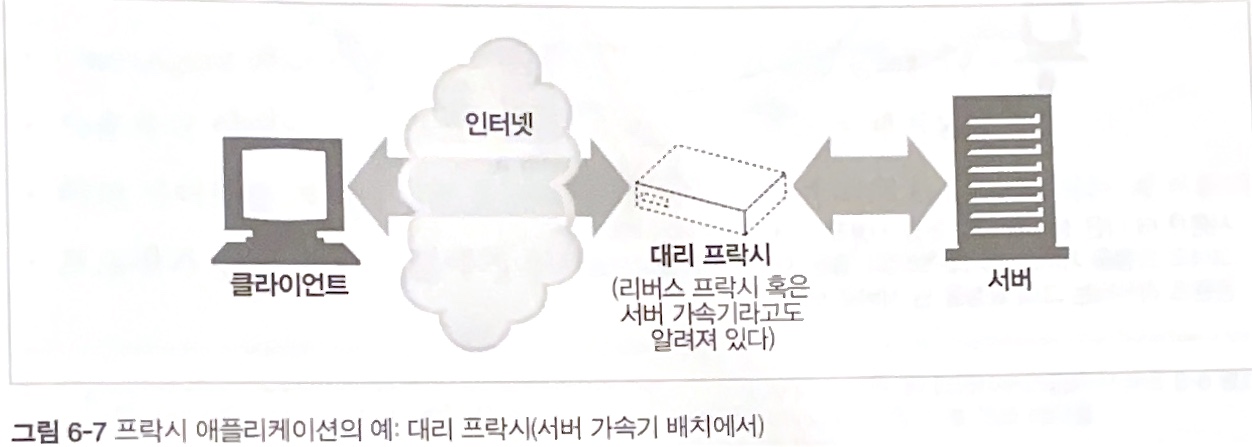 인터넷
클라이언트
대리 프락시
(리버스 프락시 혹은
서버 가속기라고도
알려져 있다)
서버
그림 6-7 프락시 애플리케이션의 예: 대리 프락시(서버 가속기 배치에서)